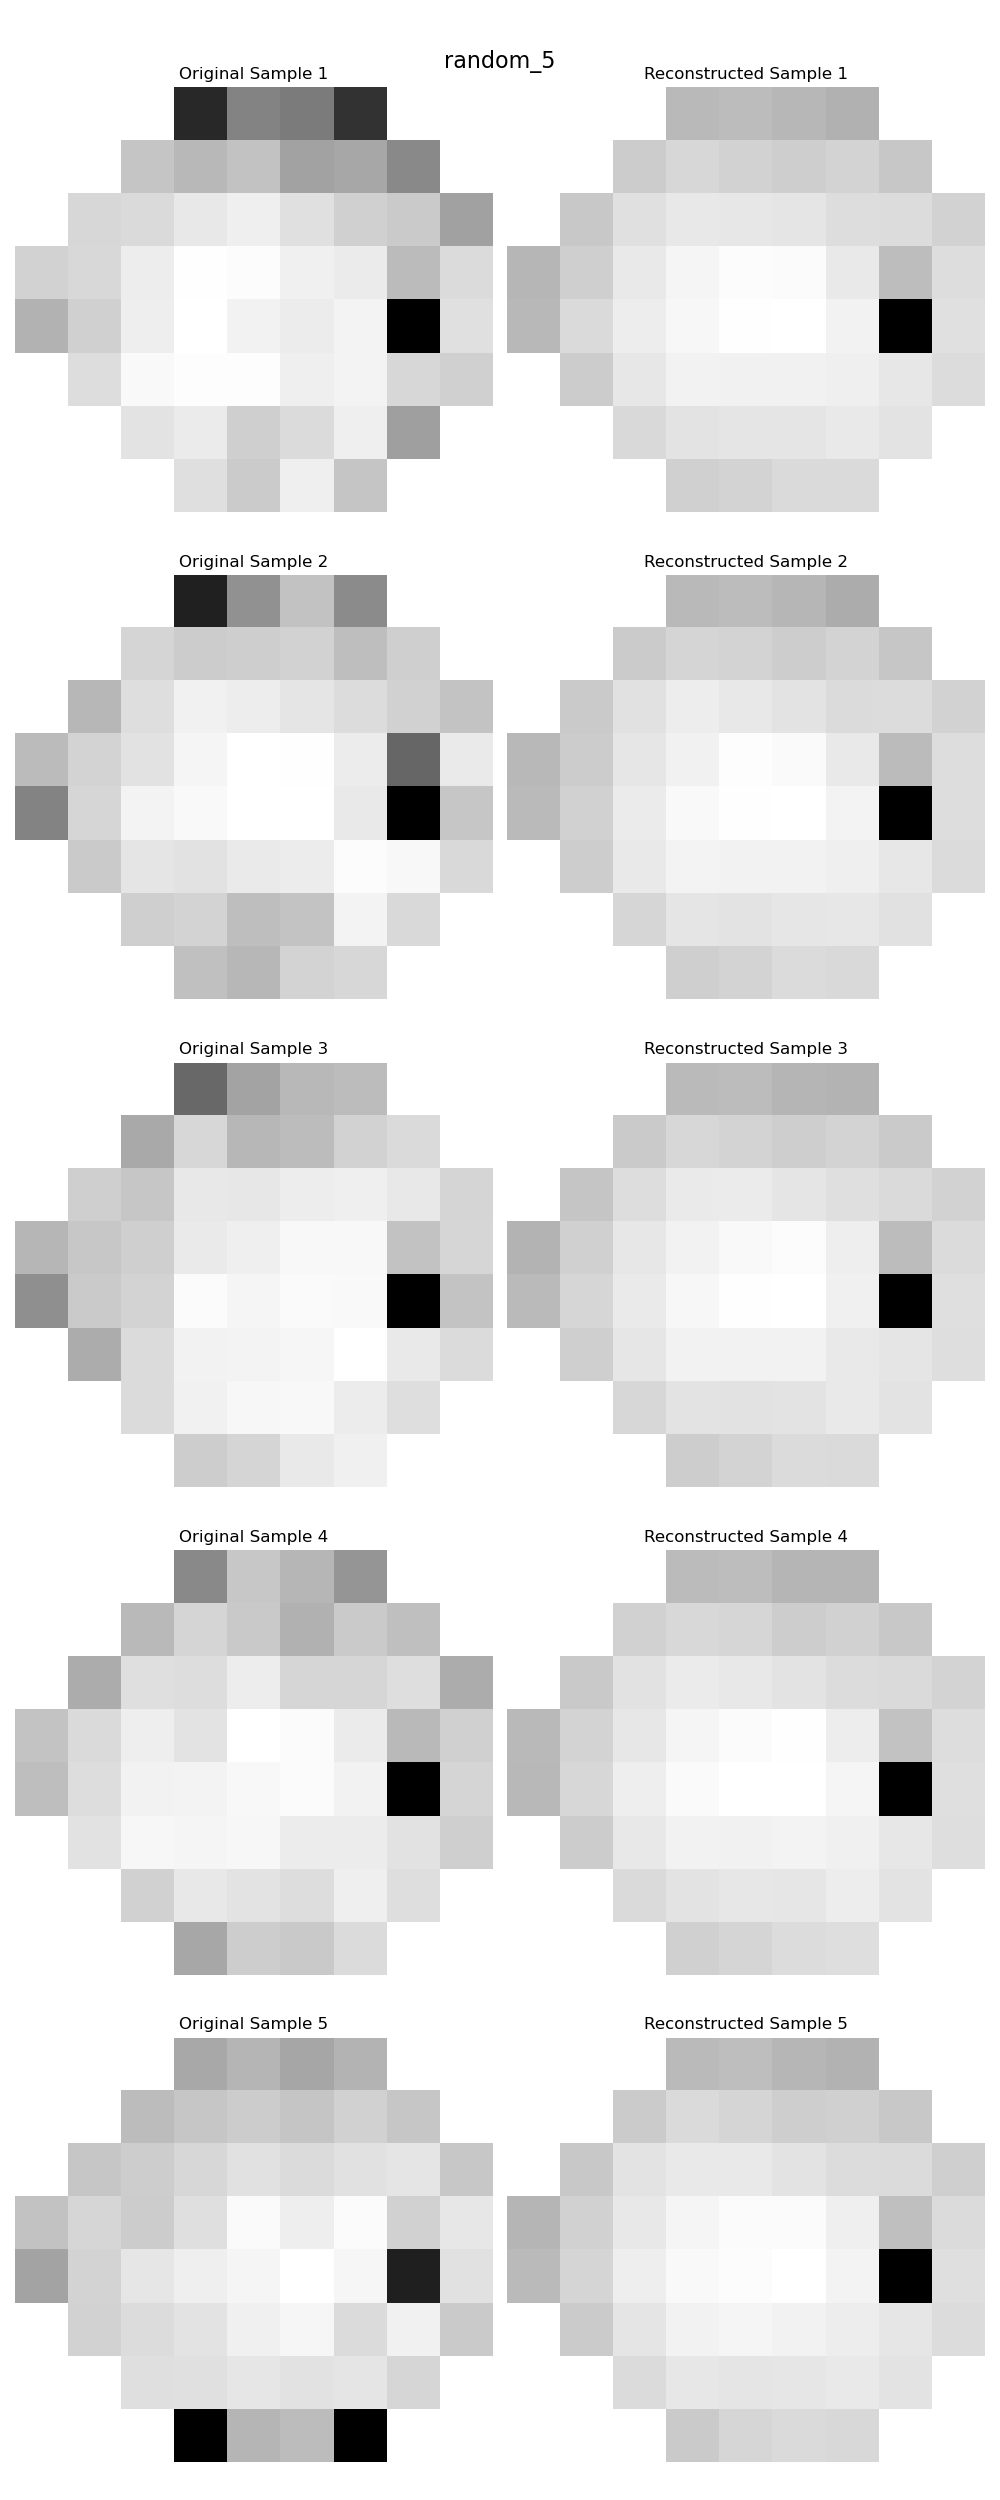 random_5
Original Sample 1
Reconstructed Sample 1
Original Sample 2
Reconstructed Sample 2
Original Sample 3
Reconstructed Sample 3
Original Sample 4
Reconstructed Sample 4
Original Sample 5
Reconstructed Sample 5